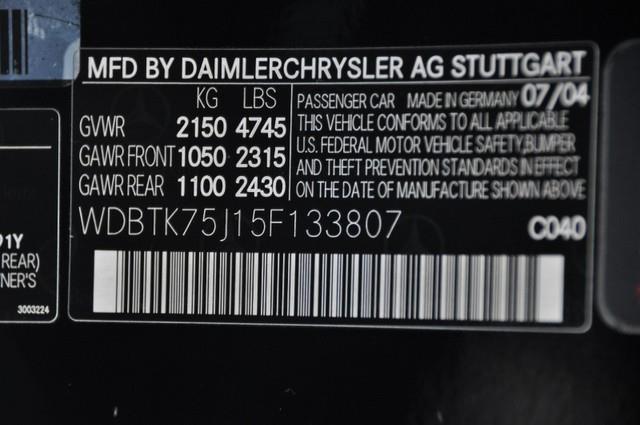 MFD BY DAIMLERCHRYSLER AG STUTTGART
KG LBS
GVWR 2150 4745
GAWR FRONT 1050 2315
GAWR REAR 1100 2430
PASSENGER CAR MADE IN GERMANY 07/04
THIS VEHICLE CONFORMS TO ALL APPLICABLE
U.S. FEDERAL MOTOR VEHICLE SAFETY,BUMPER
AND THEFT PREVENTION STANDARDS IN EFFECT
ON THE DATE OF MANUFACTURE SHOWN ABOVE
WDBTK75J15F133807
C040
91Y
REAR)
NER'S
3003224